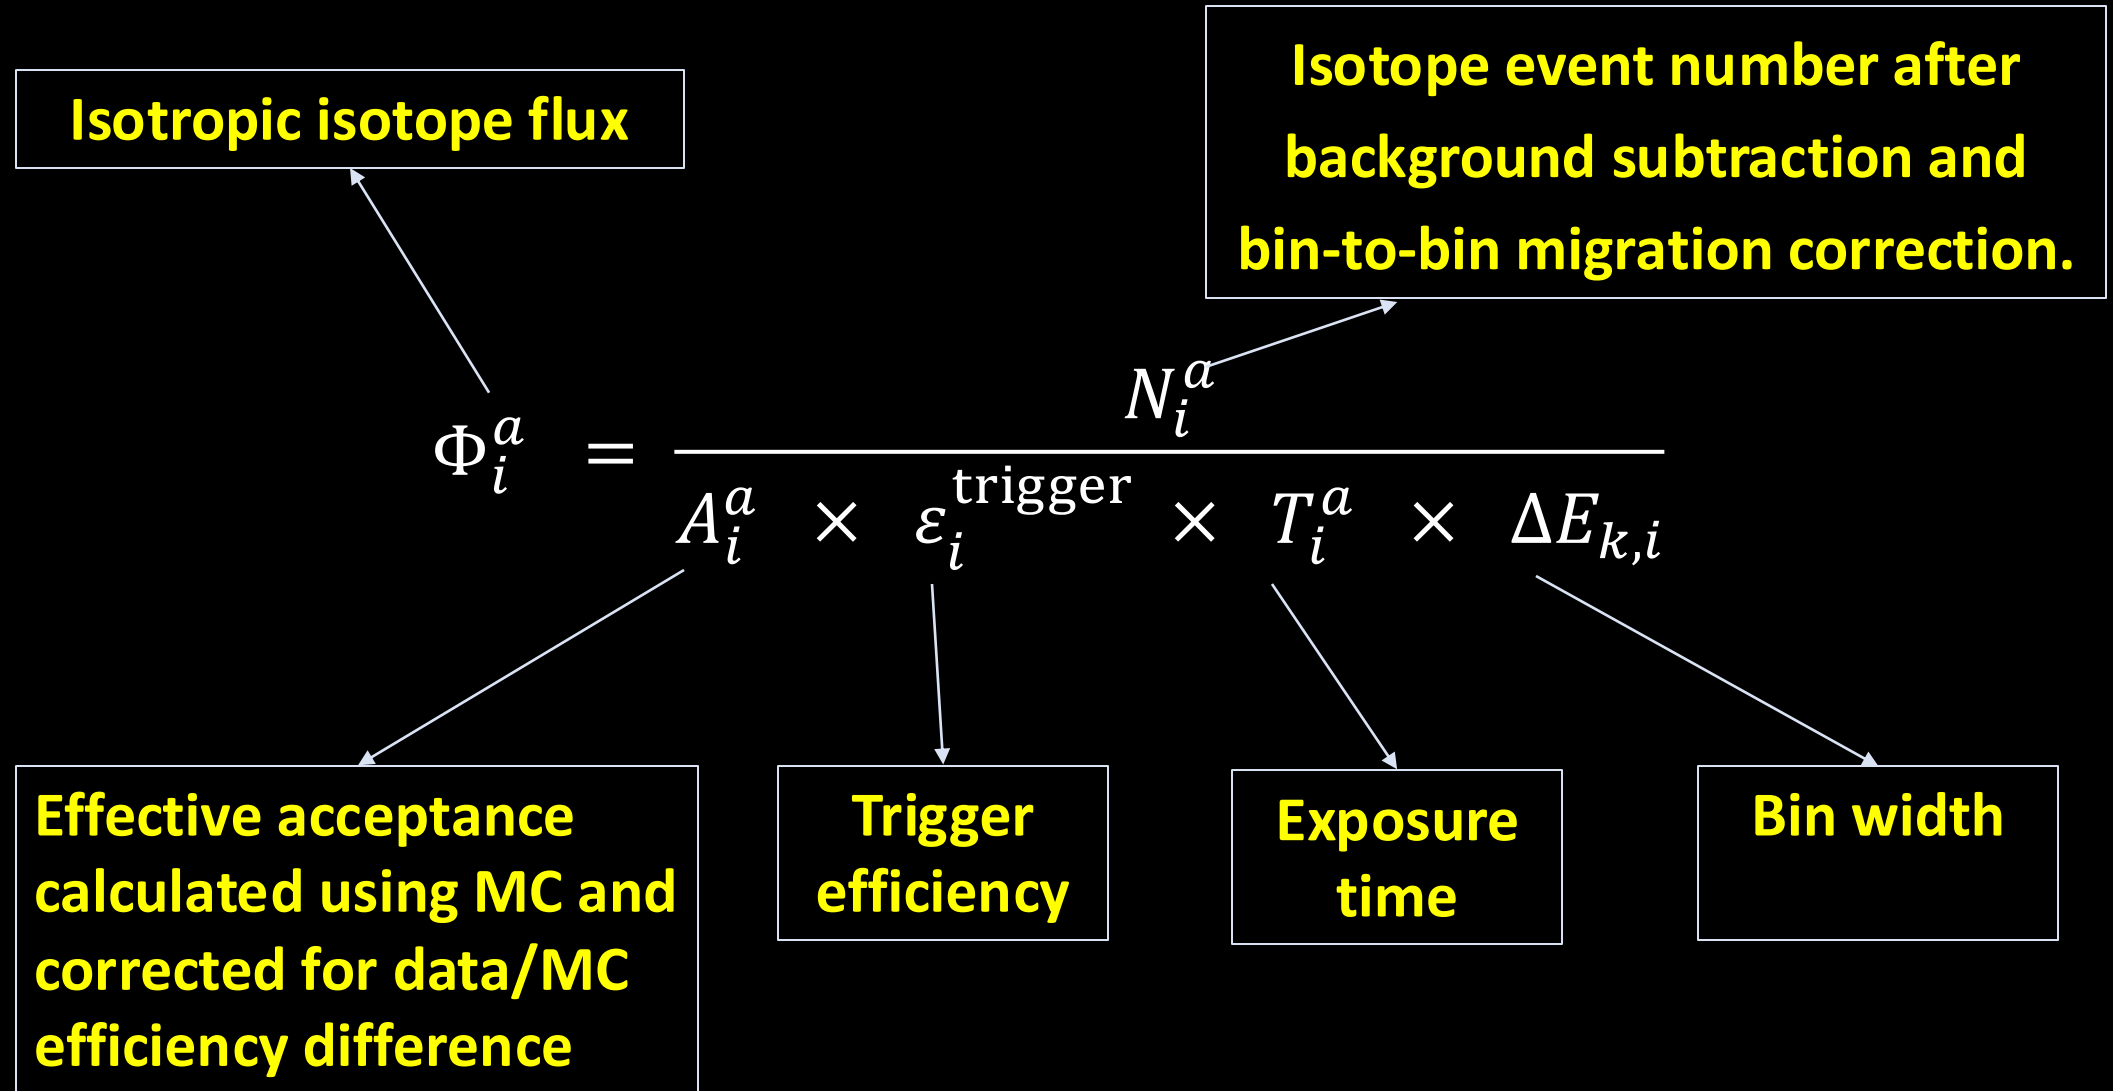 Isotropic isotope flux
Isotope event number after
background subtraction and
bin-to-bin migration correction.
Φ_i^a = N_i^a / (A_i^a × ε_i^trigger × T_i^a × ΔE_{k,i})
Effective acceptance
calculated using MC and
corrected for data/MC
efficiency difference
Trigger
efficiency
Exposure
time
Bin width